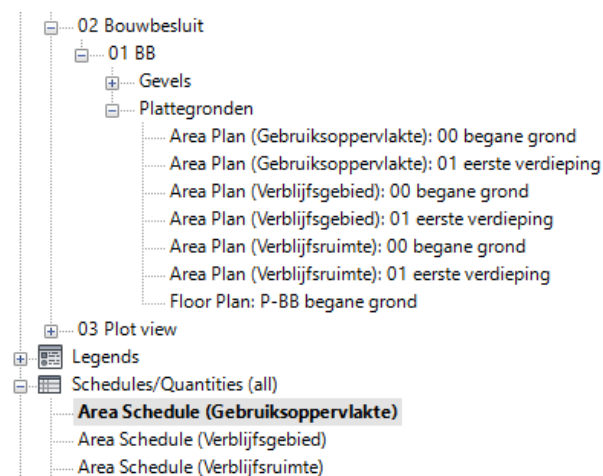 02 Bouwbesluit
01 BB
Gevels
Plattegronden
Area Plan (Gebruiksoppervlakte): 00 begane grond
Area Plan (Gebruiksoppervlakte): 01 eerste verdieping
Area Plan (Verblijfsgebied): 00 begane grond
Area Plan (Verblijfsgebied): 01 eerste verdieping
Area Plan (Verblijfsruimte): 00 begane grond
Area Plan (Verblijfsruimte): 01 eerste verdieping
Floor Plan: P-BB begane grond
03 Plot view
Legends
Schedules/Quantities (all)
Area Schedule (Gebruiksoppervlakte)
Area Schedule (Verblijfsgebied)
Area Schedule (Verblijfsruimte)